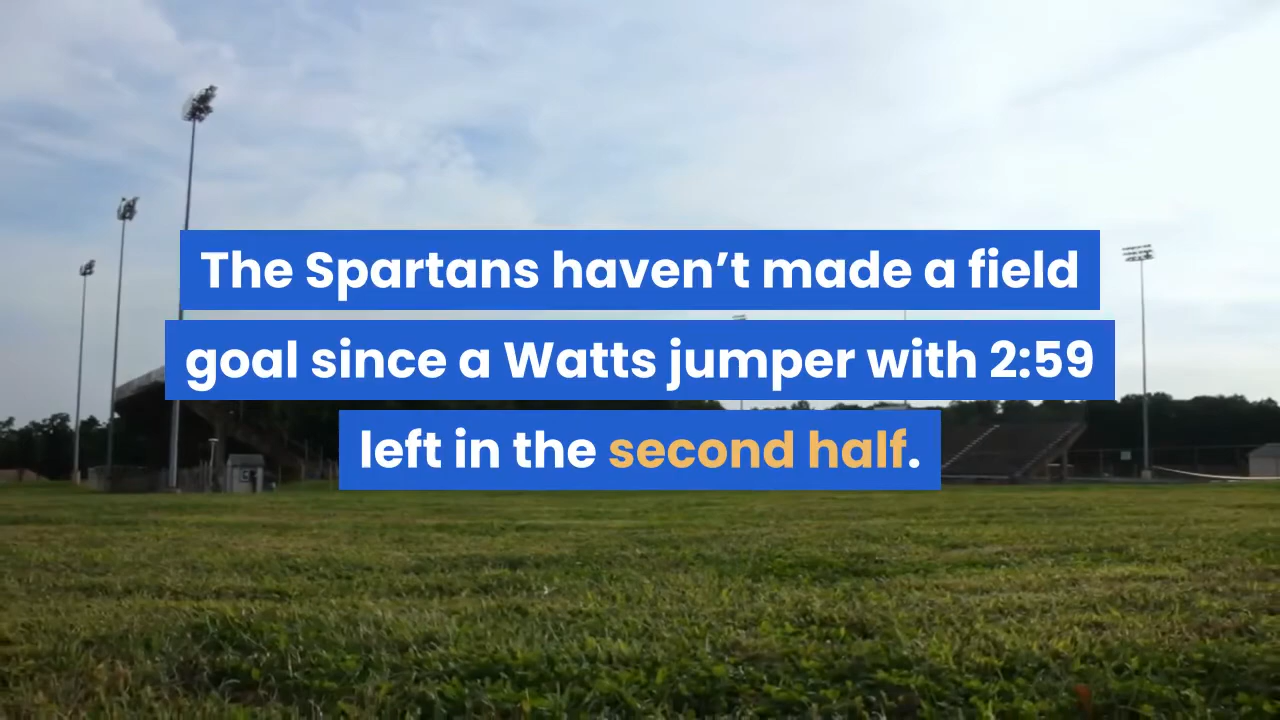 The Spartans haven’t made a field
goal since a Watts jumper with 2:59
left in the second half.